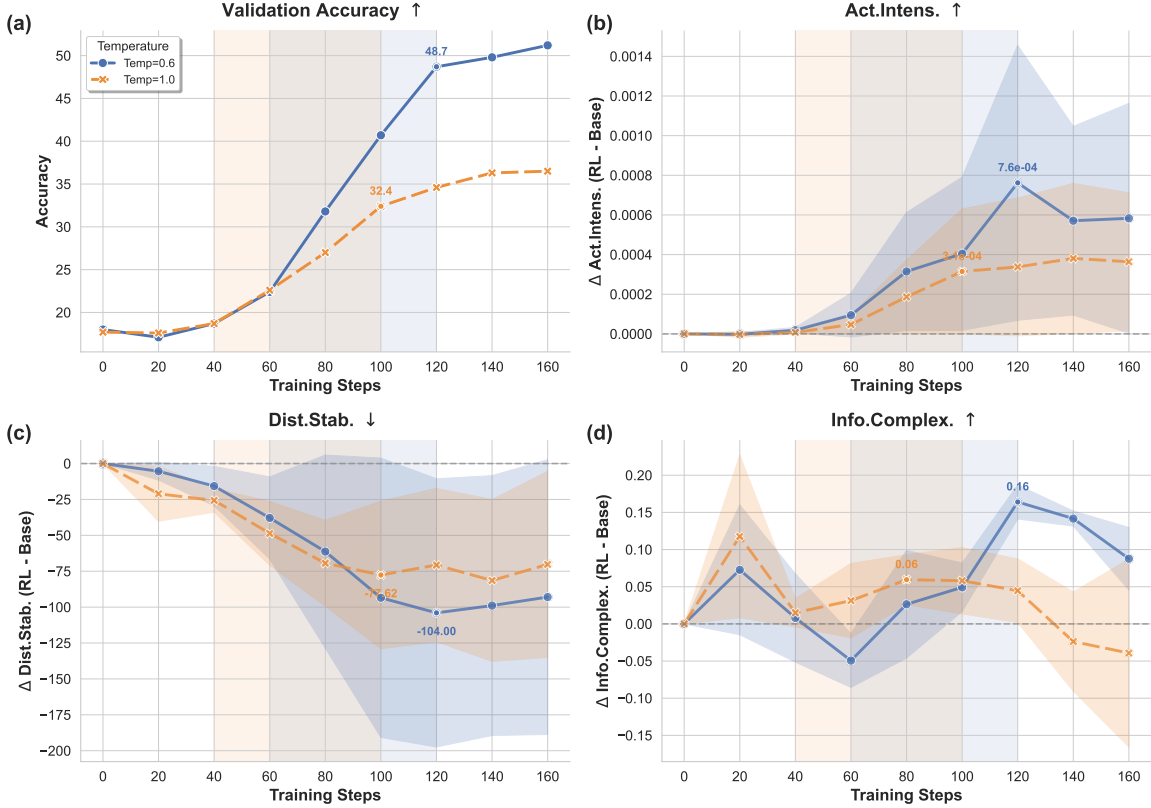 (a)
Validation Accuracy ↑
Temperature
Temp=0.6
Temp=1.0
48.7
32.4
Accuracy
50
45
40
35
30
25
20
0 20 40 60 80 100 120 140 160
Training Steps
(b)
Act.Intens. ↑
7.6e-04
Δ Act.Intens. (RL - Base)
0.0014
0.0012
0.0010
0.0008
0.0006
0.0004
0.0002
0.0000
0 20 40 60 80 100 120 140 160
Training Steps
(c)
Dist.Stab. ↓
-104.00
Δ Dist.Stab. (RL - Base)
0
−25
−50
−75
−100
−125
−150
−175
−200
0 20 40 60 80 100 120 140 160
Training Steps
(d)
Info.Complex. ↑
0.16
0.06
Δ Info.Complex. (RL - Base)
0.20
0.15
0.10
0.05
0.00
−0.05
−0.10
−0.15
0 20 40 60 80 100 120 140 160
Training Steps